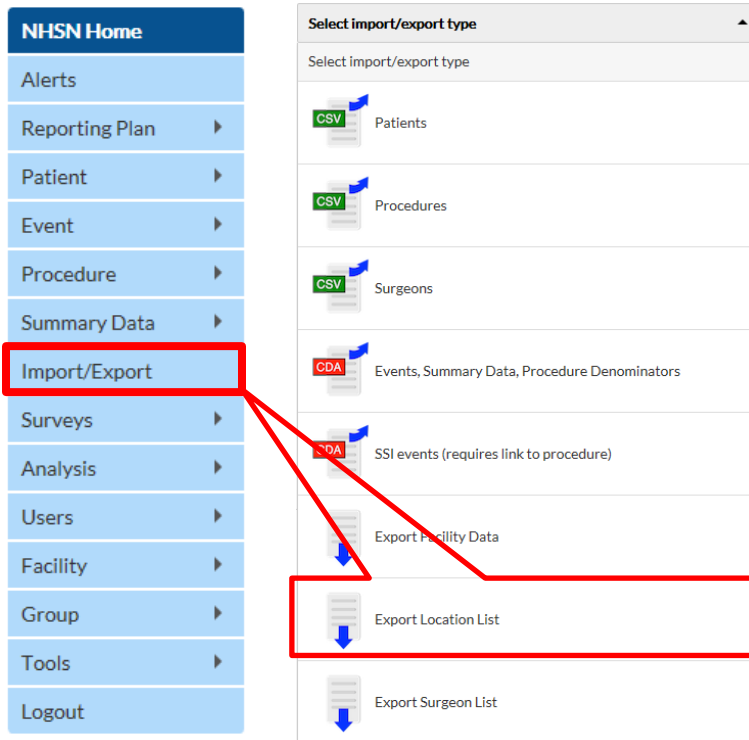 NHSN Home
Alerts
Reporting Plan
Patient
Event
Procedure
Summary Data
Import/Export
Surveys
Analysis
Users
Facility
Group
Tools
Logout
Select import/export type
Select import/export type
CSV Patients
CSV Procedures
CSV Surgeons
CDA Events, Summary Data, Procedure Denominators
CDA SSI events (requires link to procedure)
Export Facility Data
Export Location List
Export Surgeon List